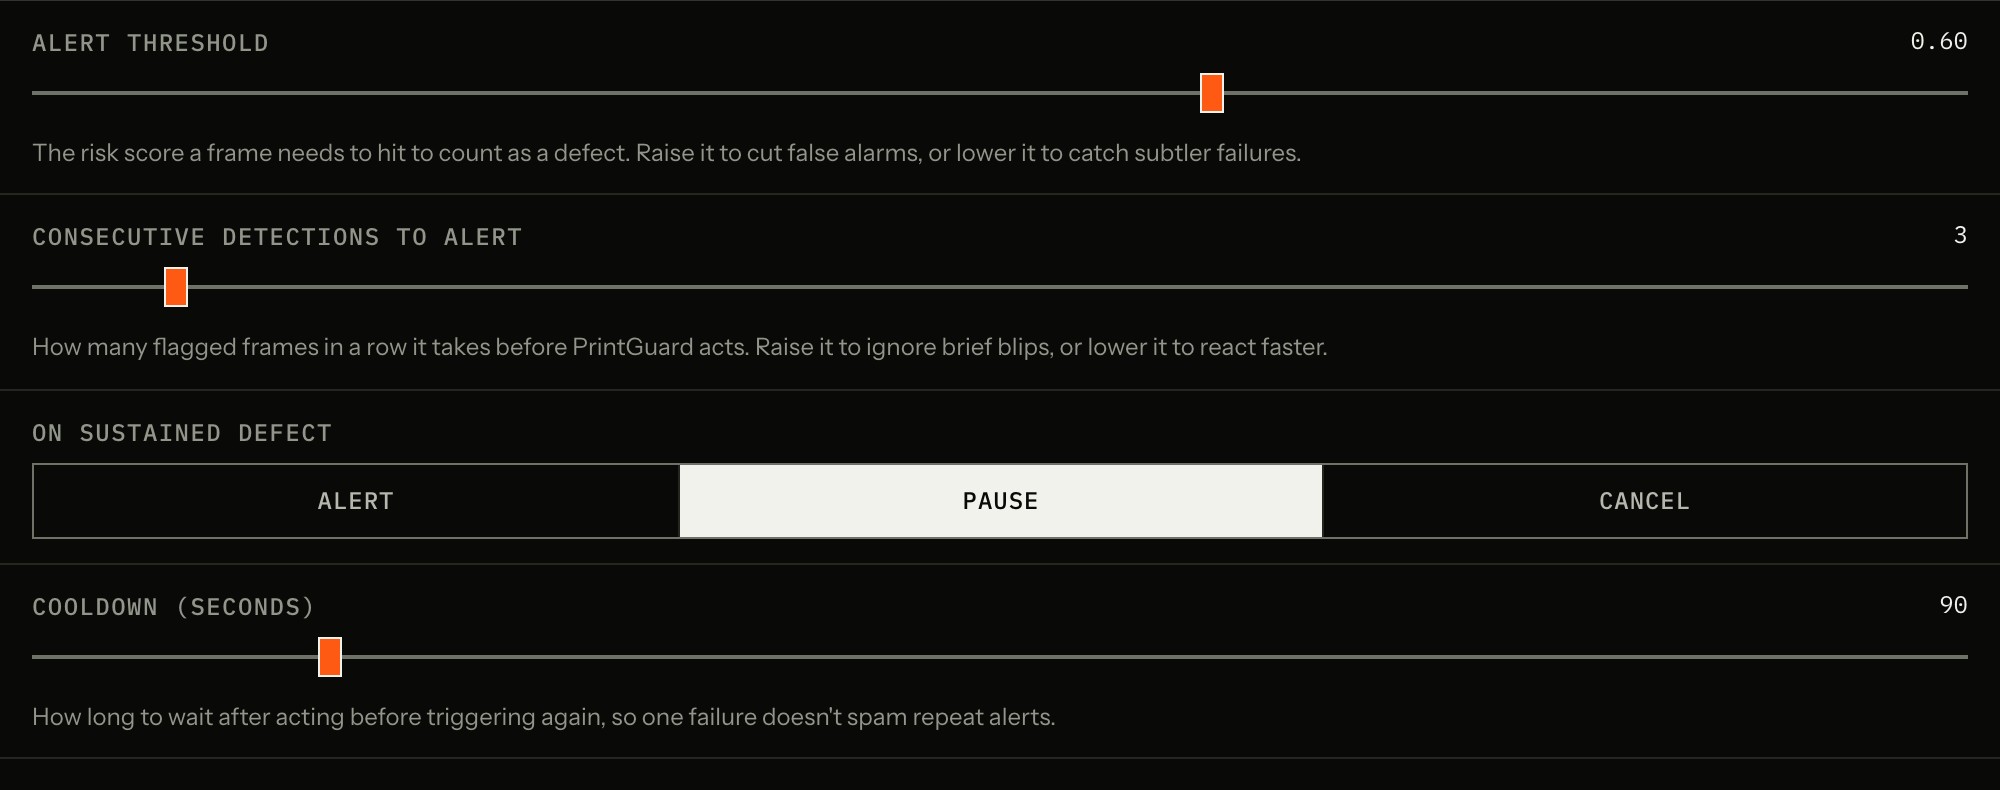 ALERT THRESHOLD 0.60
The risk score a frame needs to hit to count as a defect. Raise it to cut false alarms, or lower it to catch subtler failures.
CONSECUTIVE DETECTIONS TO ALERT 3
How many flagged frames in a row it takes before PrintGuard acts. Raise it to ignore brief blips, or lower it to react faster.
ON SUSTAINED DEFECT
ALERT PAUSE CANCEL
COOLDOWN (SECONDS) 90
How long to wait after acting before triggering again, so one failure doesn't spam repeat alerts.